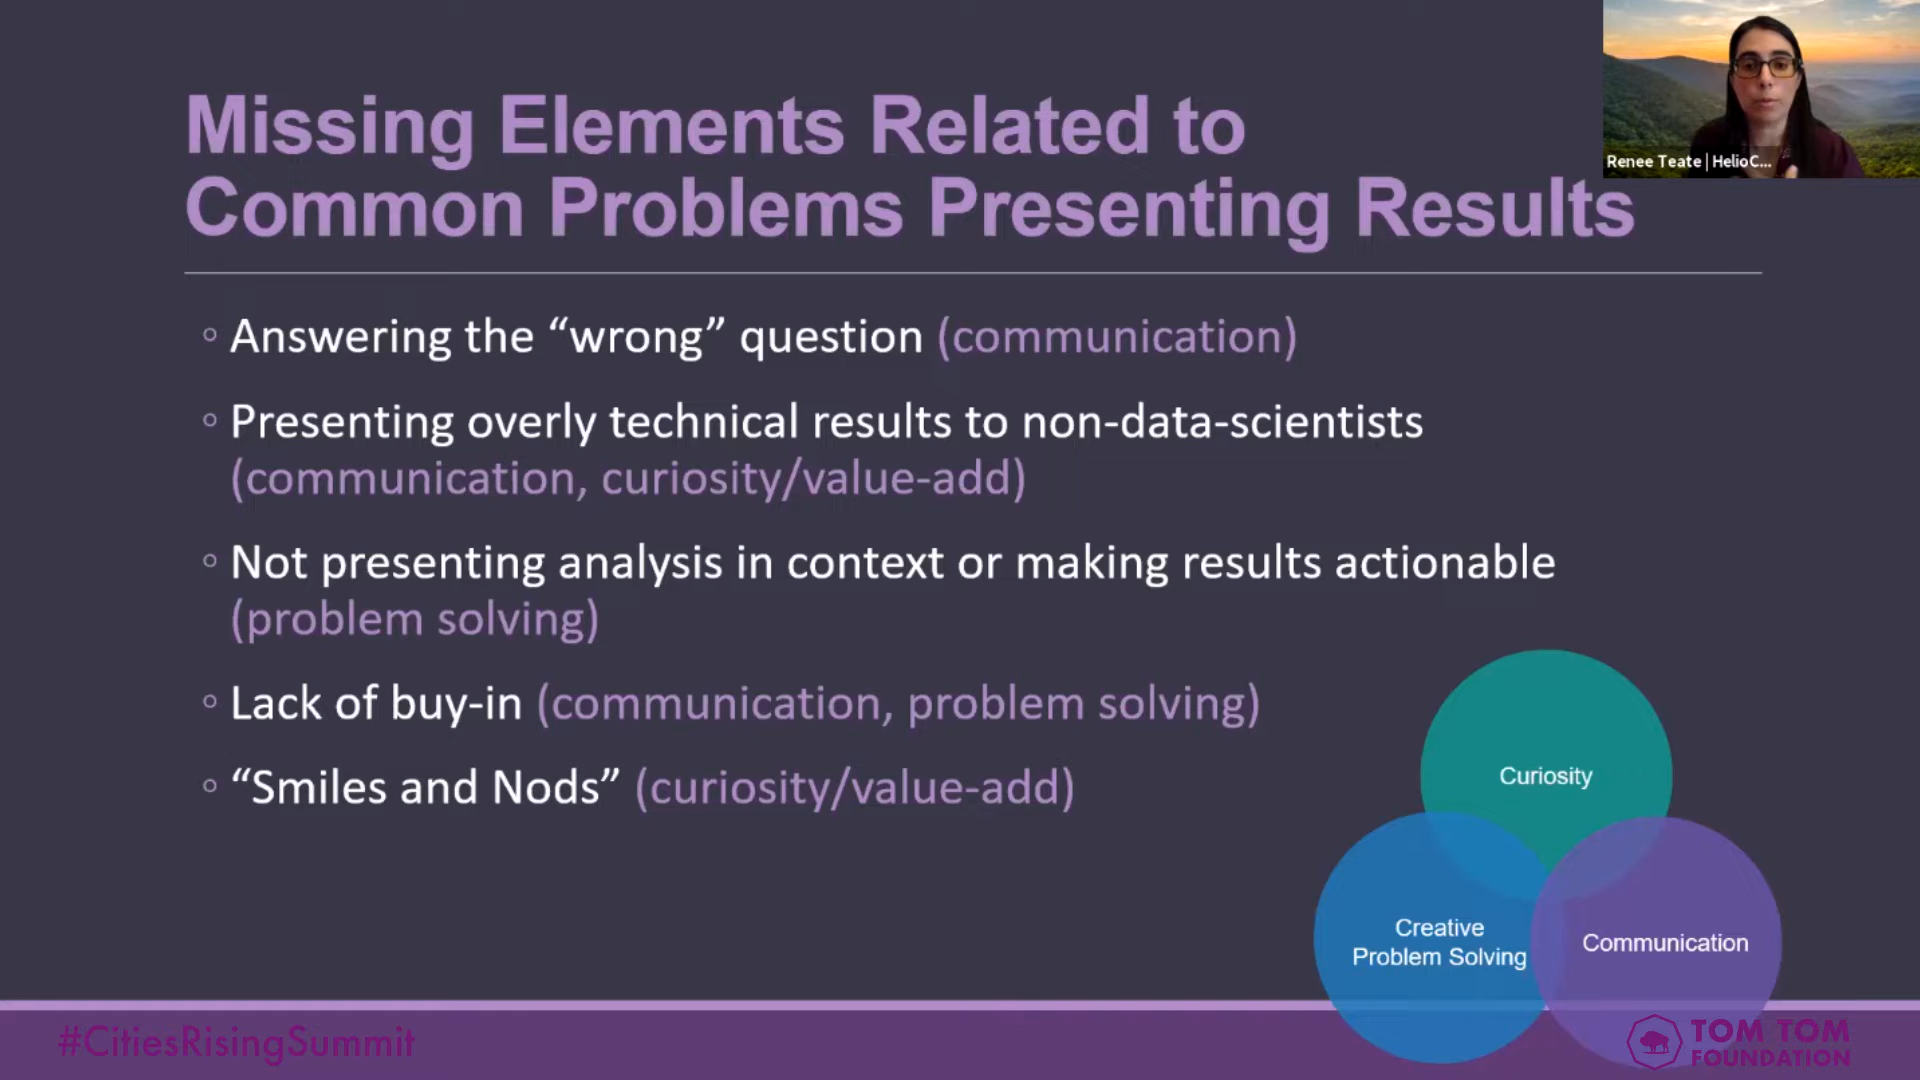 Missing Elements Related to
Common Problems Presenting Results
Renee Teate | HelioC...
◦ Answering the “wrong” question (communication)
◦ Presenting overly technical results to non-data-scientists
(communication, curiosity/value-add)
◦ Not presenting analysis in context or making results actionable
(problem solving)
◦ Lack of buy-in (communication, problem solving)
◦ “Smiles and Nods” (curiosity/value-add)
Curiosity
Creative
Problem Solving
Communication
#CitiesRisingSummit
TOM TOM
FOUNDATION